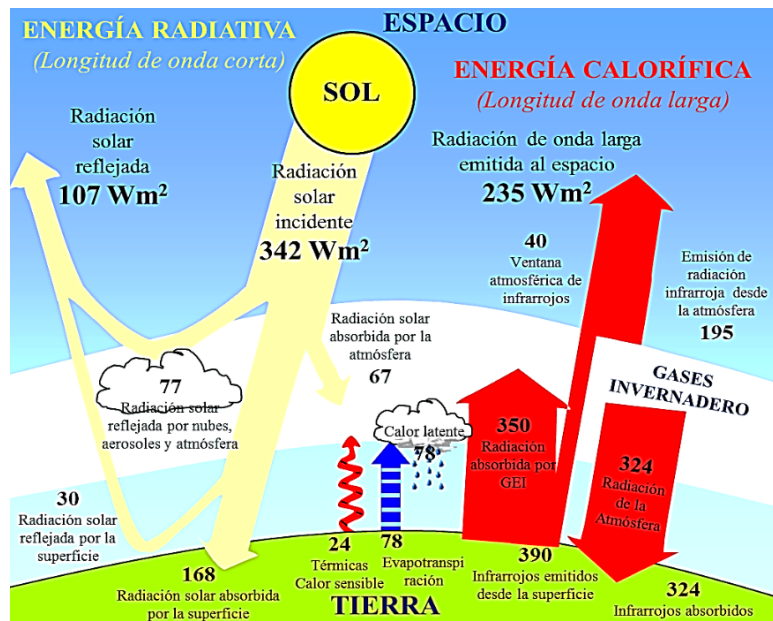 ESPACIO
ENERGÍA RADIATIVA
(Longitud de onda corta)
SOL
ENERGÍA CALORÍFICA
(Longitud de onda larga)
Radiación
solar
reflejada
107 Wm²
Radiación
solar
incidente
342 Wm²
Radiación de onda larga
emitida al espacio
235 Wm²
40
Ventana
atmosférica de
infrarrojos
Emisión de
radiación
infrarroja desde
la atmósfera
195
Radiación solar
absorbida por la
atmósfera
67
77
Radiación solar
reflejada por nubes,
aerosoles y atmósfera
GASES
INVERNADERO
Calor latente
78
350
Radiación
absorbida por
GEI
324
Radiación
de la
Atmósfera
30
Radiación solar
reflejada por la
superficie
168
Radiación solar absorbida
por la superficie
24
Térmicas
Calor sensible
78
Evapotranspi
ración
390
Infrarrojos emitidos
desde la superficie
324
Infrarrojos absorbidos
TIERRA